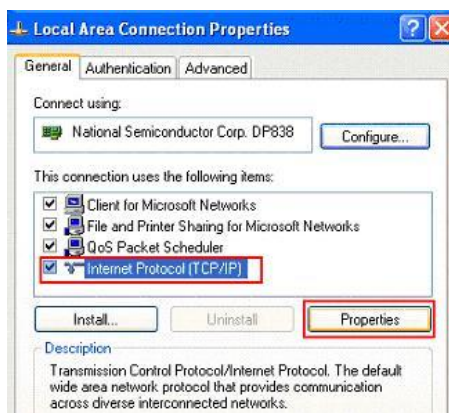 Local Area Connection Properties
General Authentication Advanced
Connect using:
National Semiconductor Corp. DP838
Configure...
This connection uses the following items:
Client for Microsoft Networks
File and Printer Sharing for Microsoft Networks
QoS Packet Scheduler
Internet Protocol (TCP/IP)
Install... Uninstall Properties
Description
Transmission Control Protocol/Internet Protocol. The default
wide area network protocol that provides communication
across diverse interconnected networks.